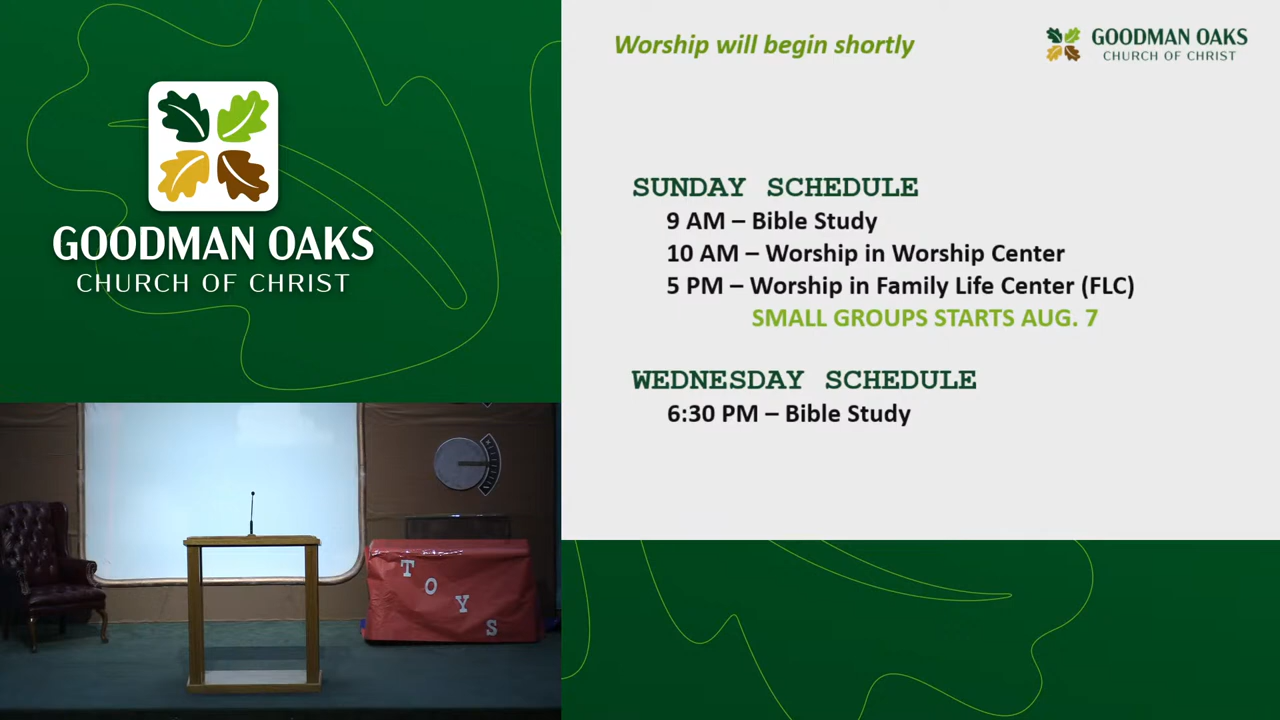 GOODMAN OAKS
CHURCH OF CHRIST
Worship will begin shortly
GOODMAN OAKS
CHURCH OF CHRIST
SUNDAY SCHEDULE
9 AM – Bible Study
10 AM – Worship in Worship Center
5 PM – Worship in Family Life Center (FLC)
SMALL GROUPS STARTS AUG. 7
WEDNESDAY SCHEDULE
6:30 PM – Bible Study
TOYS